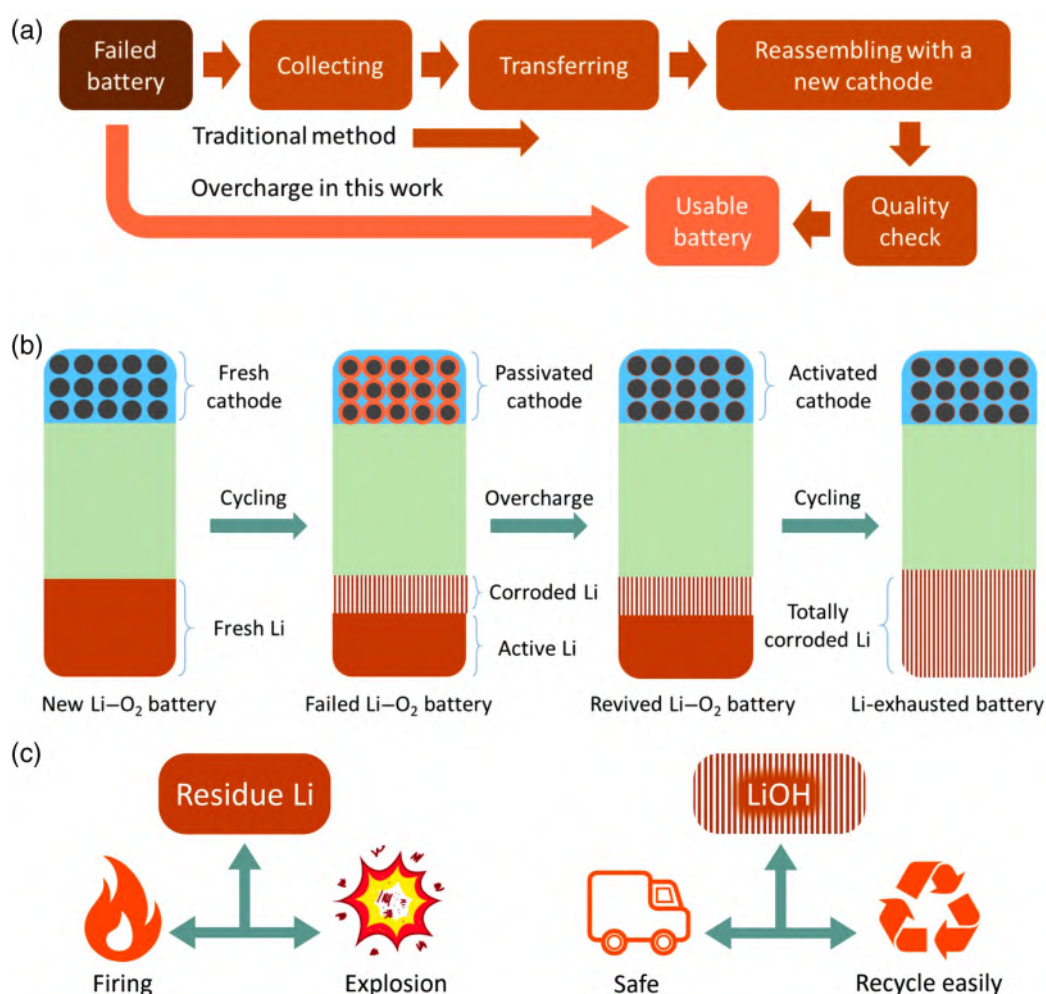 (a)
Failed
battery
Collecting
Transferring
Reassembling with a
new cathode
Traditional method
Overcharge in this work
Usable
battery
Quality
check
(b)
Fresh
cathode
Passivated
cathode
Activated
cathode
Cycling
Overcharge
Cycling
Fresh Li
Corroded Li
Active Li
Totally
corroded Li
New Li–O₂ battery
Failed Li–O₂ battery
Revived Li–O₂ battery
Li-exhausted battery
(c)
Residue Li
LiOH
Firing
Explosion
Safe
Recycle easily